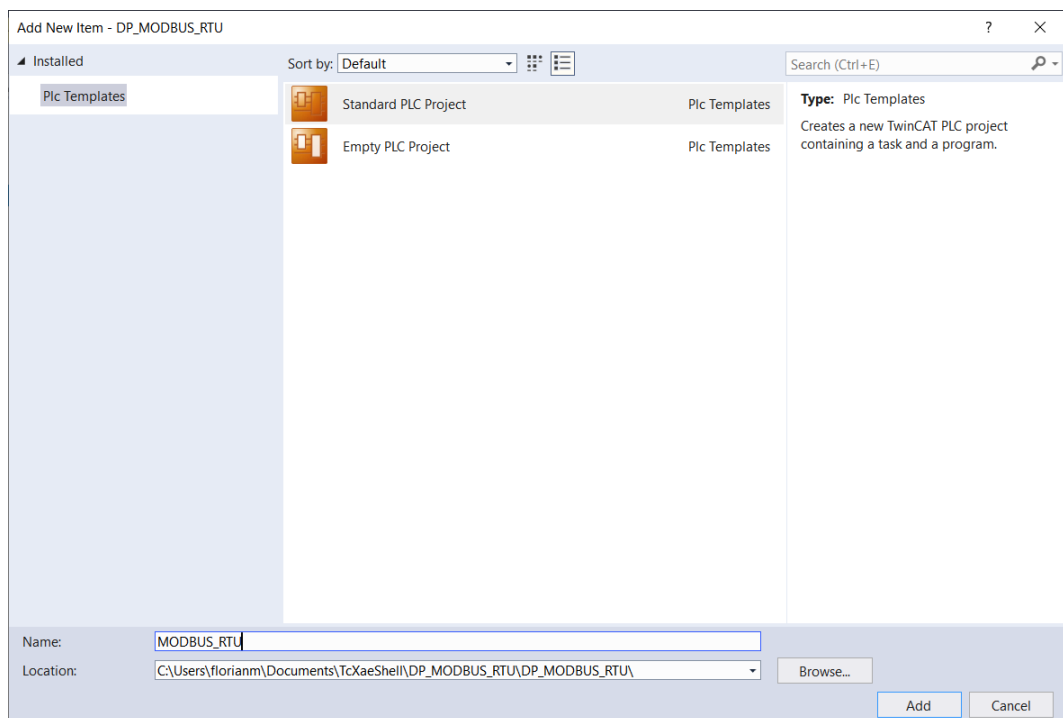 Add New Item - DP_MODBUS_RTU ?
Installed
Plc Templates
Sort by: Default
Standard PLC Project Plc Templates
Empty PLC Project Plc Templates
Search (Ctrl+E)
Type: Plc Templates
Creates a new TwinCAT PLC project
containing a task and a program.
Name: MODBUS_RTU
Location: C:\Users\florianm\Documents\TcXaeShell\DP_MODBUS_RTU\DP_MODBUS_RTU\ Browse...
Add Cancel